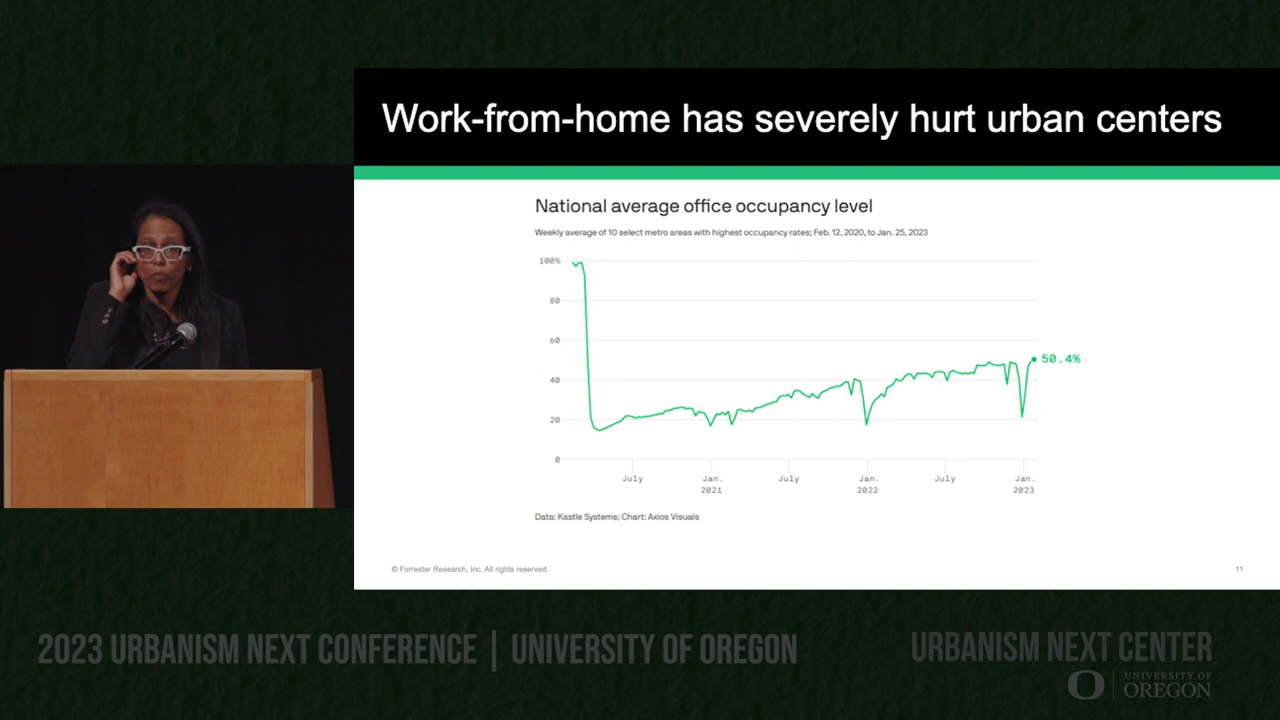 Work-from-home has severely hurt urban centers
National average office occupancy level
Weekly average of 10 select metro areas with highest occupancy rates; Feb. 12, 2020, to Jan. 25, 2023
100%
80
60
40
20
0
50.4%
July
Jan.
2021
July
Jan.
2022
July
Jan.
2023
Data: Kastle Systems; Chart: Axios Visuals
© Forrester Research, Inc. All rights reserved.
11
2023 URBANISM NEXT CONFERENCE | UNIVERSITY OF OREGON
URBANISM NEXT CENTER
UNIVERSITY OF
OREGON